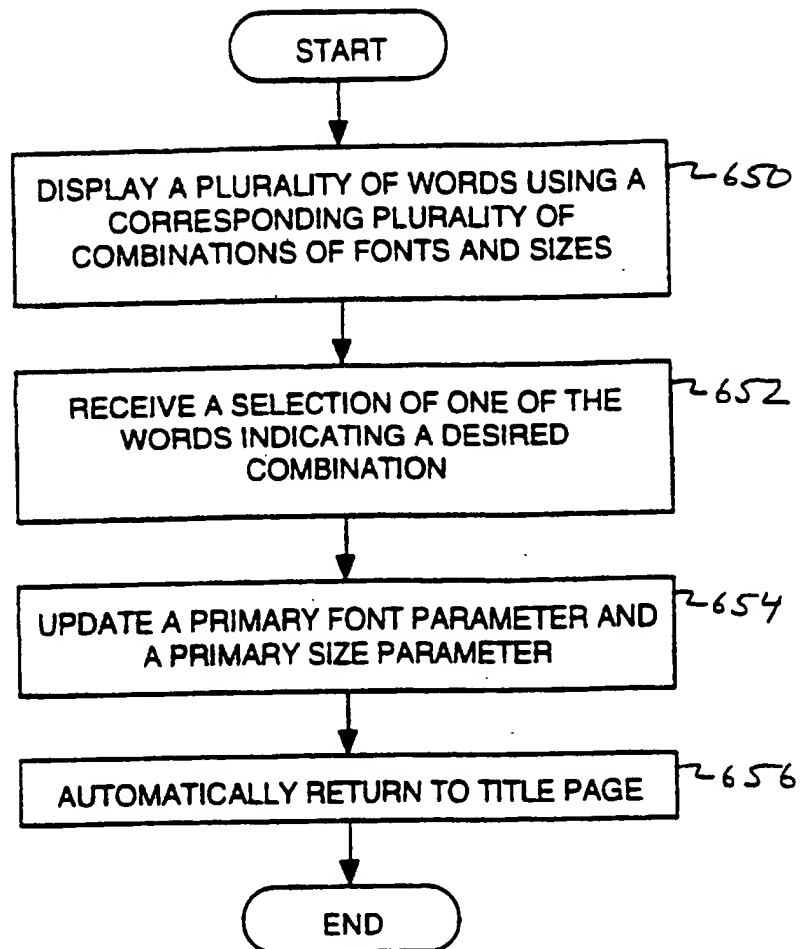 START
DISPLAY A PLURALITY OF WORDS USING A
CORRESPONDING PLURALITY OF
COMBINATIONS OF FONTS AND SIZES
650
RECEIVE A SELECTION OF ONE OF THE
WORDS INDICATING A DESIRED
COMBINATION
652
UPDATE A PRIMARY FONT PARAMETER AND
A PRIMARY SIZE PARAMETER
654
AUTOMATICALLY RETURN TO TITLE PAGE
656
END